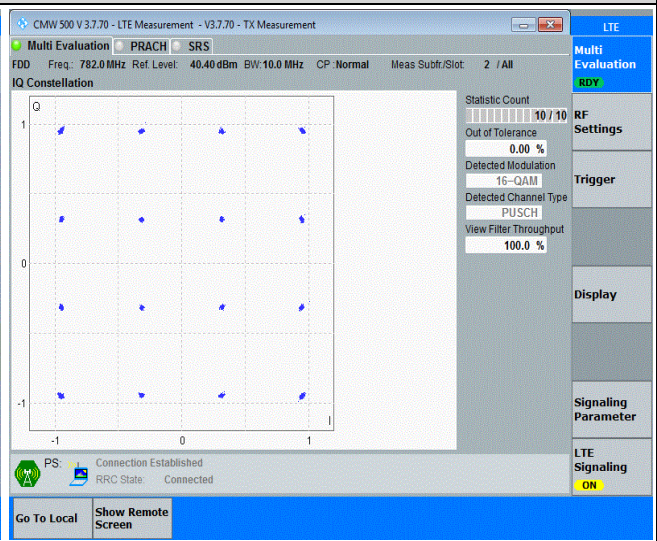 CMW 500 V 3.7.70 - LTE Measurement - V3.7.70 - TX Measurement
LTE
Multi Evaluation PRACH SRS
Multi
Evaluation
RDY
FDD Freq.: 782.0 MHz Ref. Level: 40.40 dBm BW: 10.0 MHz CP : Normal Meas Subfr./Slot: 2 / All
IQ Constellation
Q
1
0
-1
-1 0 1
I
Statistic Count
10 / 10
Out of Tolerance
0.00 %
Detected Modulation
16-QAM
Detected Channel Type
PUSCH
View Filter Throughput
100.0 %
RF
Settings
Trigger
Display
Signaling
Parameter
LTE
Signaling
ON
PS: Connection Established
RRC State: Connected
Go To Local
Show Remote
Screen